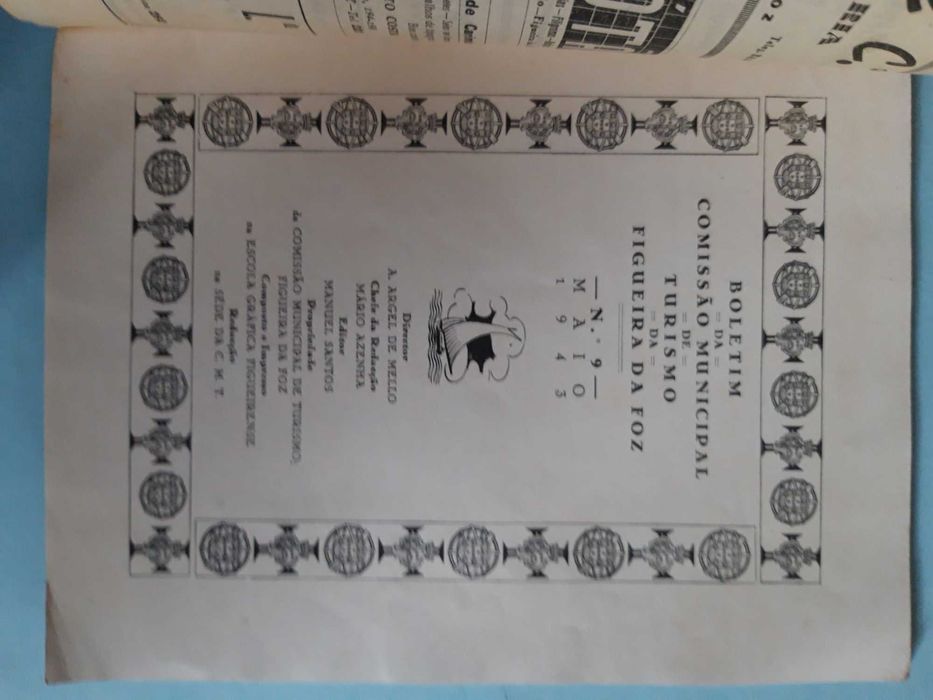 BOLETIM
= DA =
COMISSÃO MUNICIPAL
= DE =
TURISMO
= DA =
FIGUEIRA DA FOZ
— N.º 9 —
MAIO
1943
Director
A. ARGEL DE MELLO
Chefe da Redacção
MÁRIO AZENHA
Editor
MANUEL SANTOS
Propriedade
da COMISSÃO MUNICIPAL DE TURISMO,
FIGUEIRA DA FOZ
Composto e Impresso
na ESCOLA GRÁFICA FIGUEIRENSE
Redacção:
na SÉDE DA C. M. T.